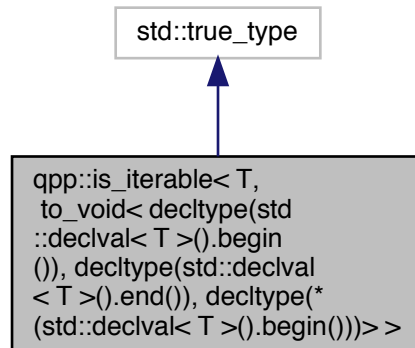 std::true_type
qpp::is_iterable< T,
to_void< decltype(std
::declval< T >().begin
()), decltype(std::declval
< T >().end()), decltype(*
(std::declval< T >().begin()))> >